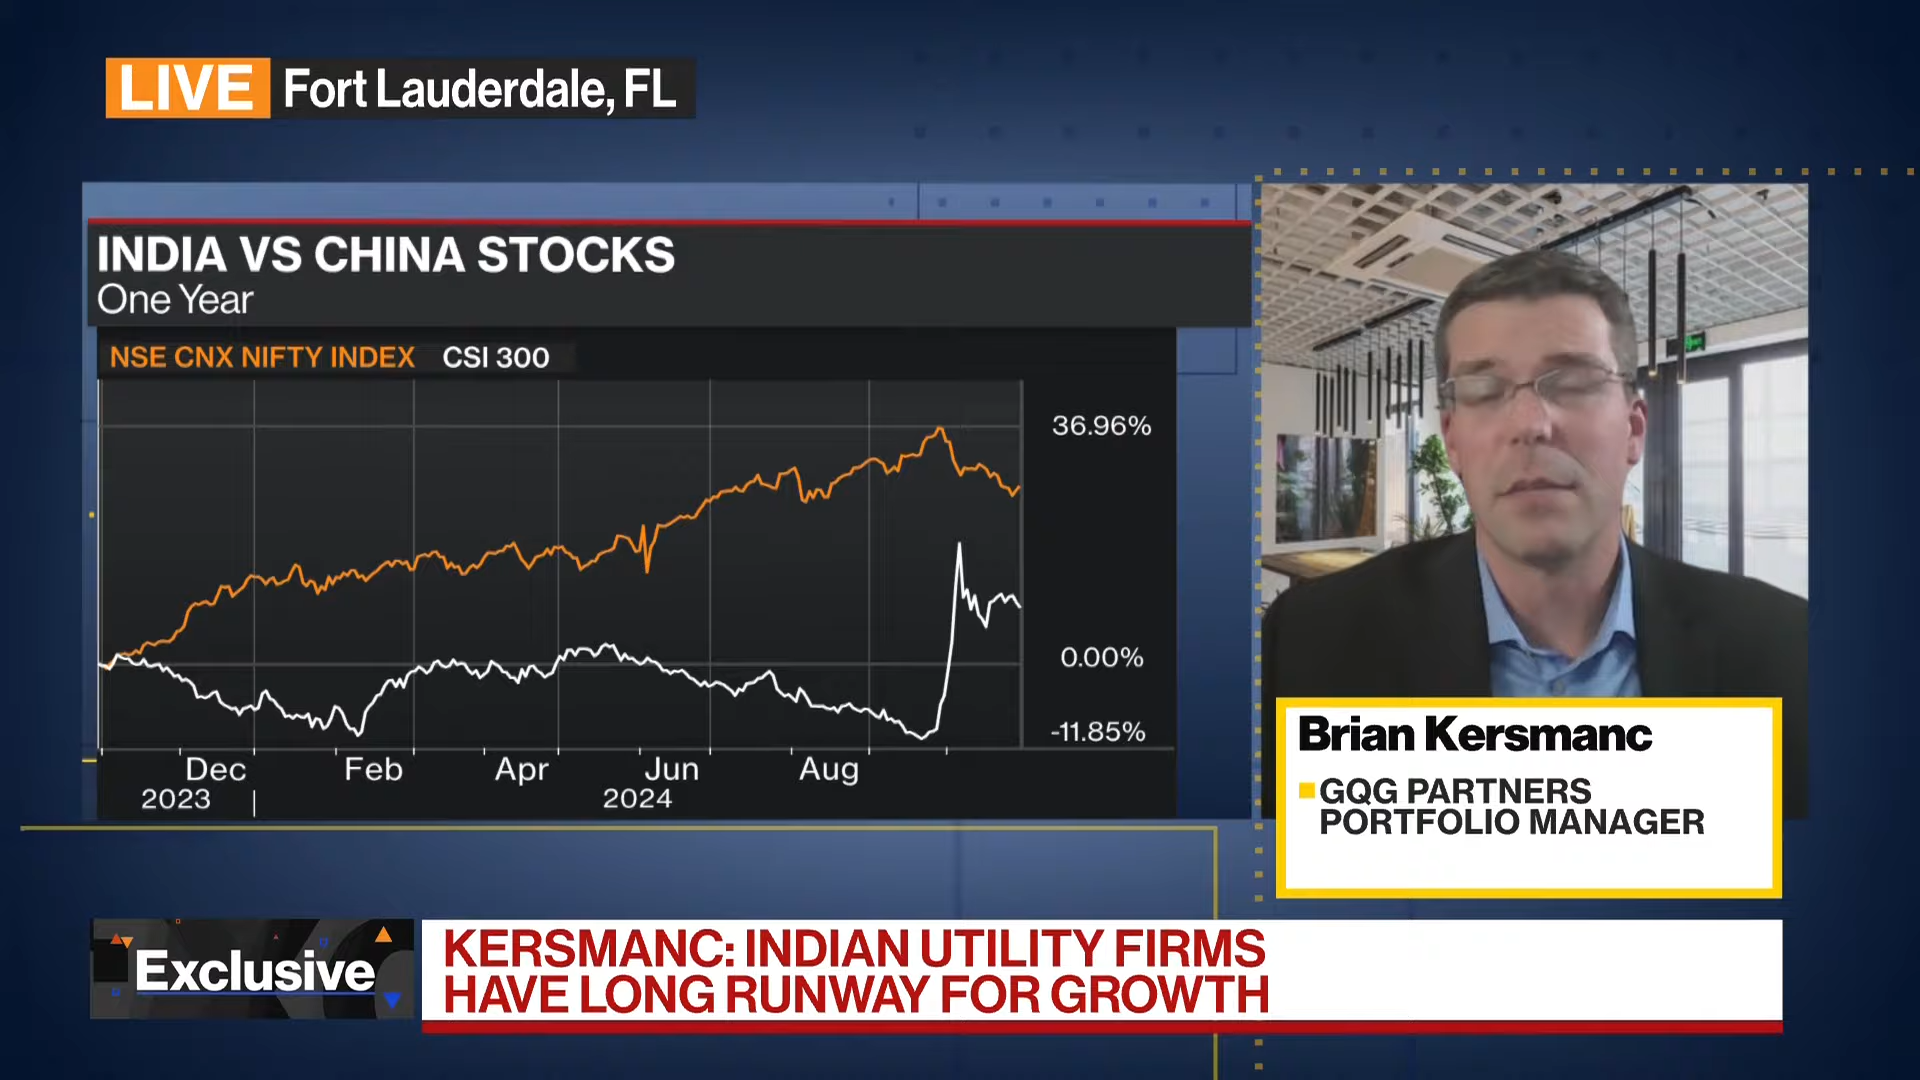 LIVE Fort Lauderdale, FL
INDIA VS CHINA STOCKS
One Year
NSE CNX NIFTY INDEX CSI 300
36.96%
0.00%
-11.85%
Dec Feb Apr Jun Aug
2023 2024
Brian Kersmanc
GQG PARTNERS
PORTFOLIO MANAGER
Exclusive
KERSMANC: INDIAN UTILITY FIRMS
HAVE LONG RUNWAY FOR GROWTH